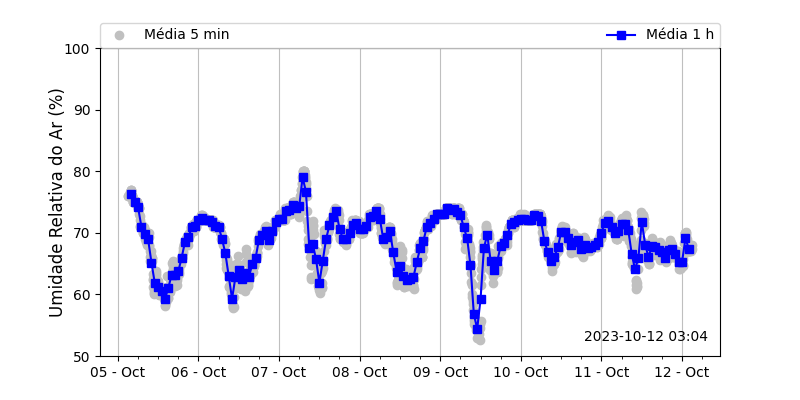 Média 5 min
Média 1 h
100
90
80
70
60
50
Umidade Relativa do Ar (%)
2023-10-12 03:04
05 - Oct
06 - Oct
07 - Oct
08 - Oct
09 - Oct
10 - Oct
11 - Oct
12 - Oct